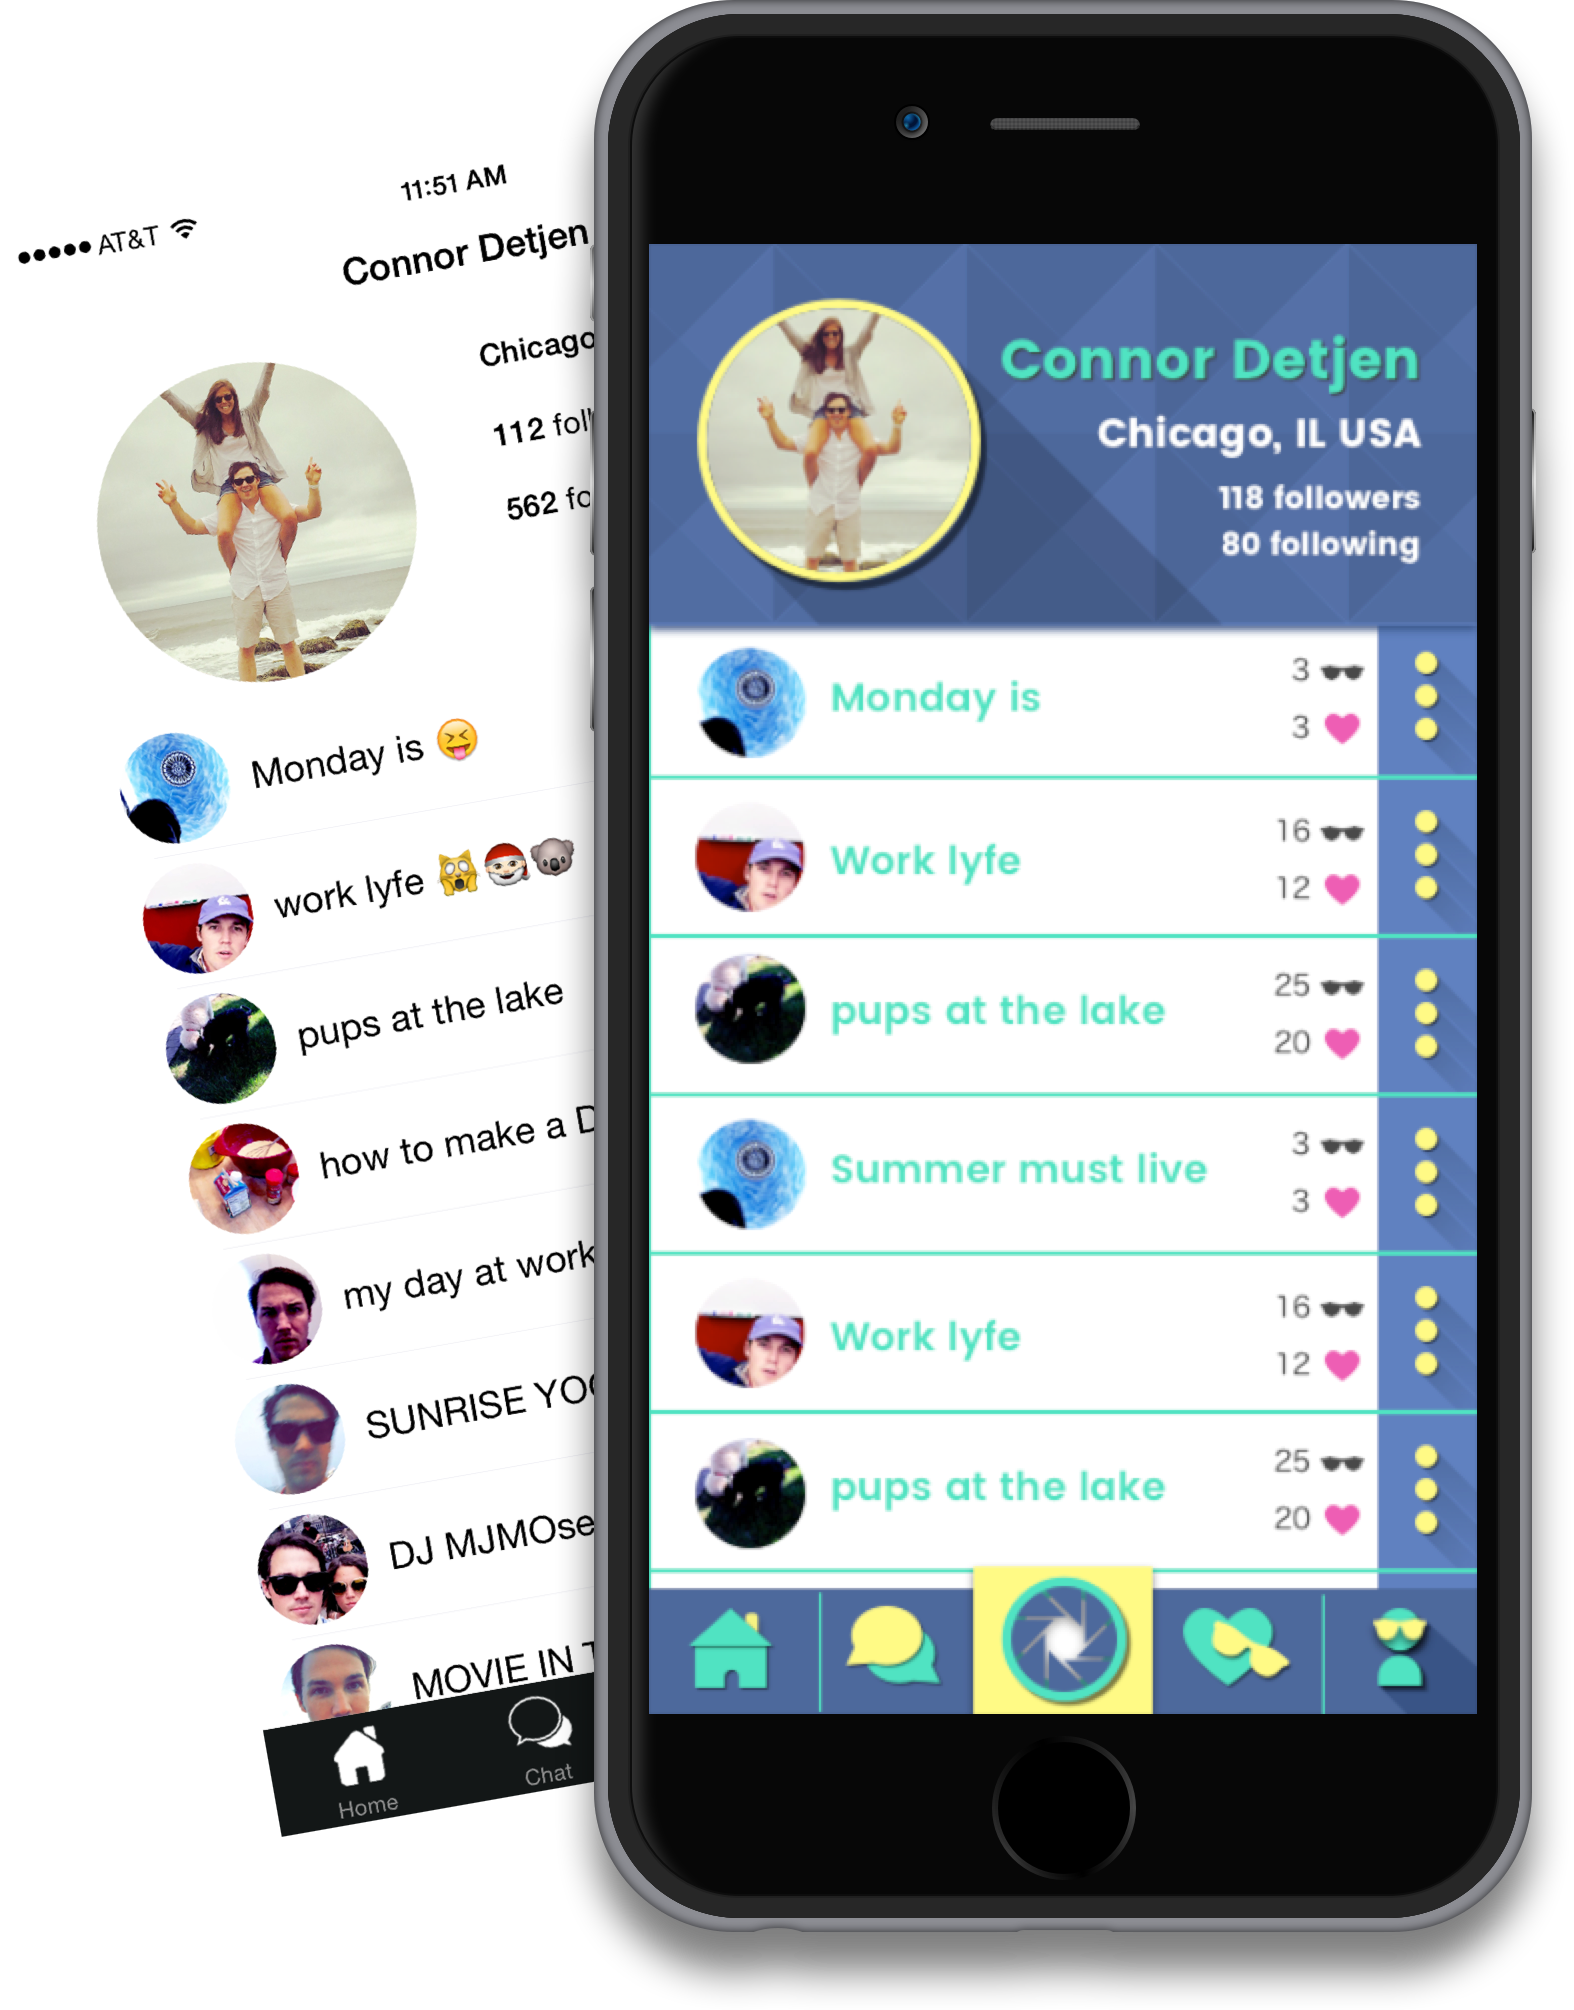 11:51 AM
AT&T
Connor Detjen
Chicago
112 foll
562 fo
Monday is 😝
work lyfe 🙀🎅🐨
pups at the lake
how to make a D
my day at work
SUNRISE YOG
DJ MJMOse
MOVIE IN T
Home
Chat
Connor Detjen
Chicago, IL USA
118 followers
80 following
Monday is
3
3
Work lyfe
16
12
pups at the lake
25
20
Summer must live
3
3
Work lyfe
16
12
pups at the lake
25
20